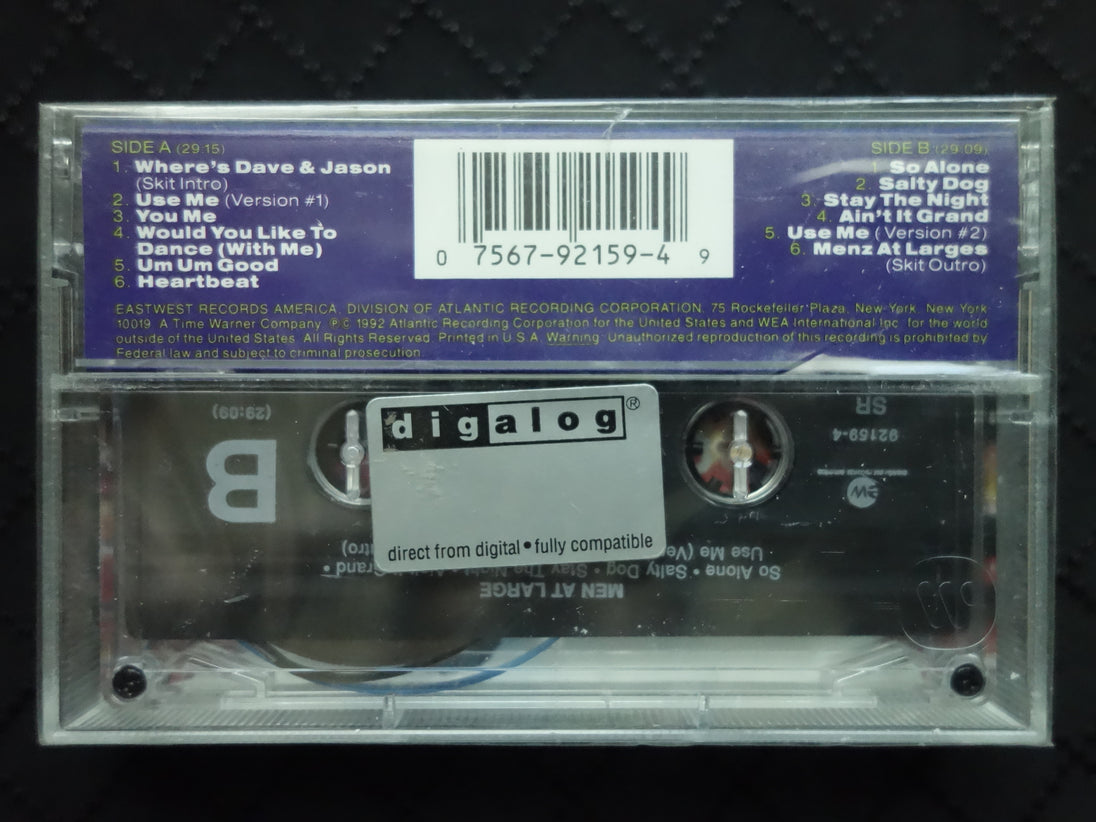 SIDE A (29:15)
1. Where's Dave & Jason
(Skit Intro)
2. Use Me (Version #1)
3. You Me
4. Would You Like To
Dance (With Me)
5. Um Um Good
6. Heartbeat
0 7567-92159-4 9
SIDE B (29:09)
1. So Alone
2. Salty Dog
3. Stay The Night
4. Ain't It Grand
5. Use Me (Version #2)
6. Menz At Larges
(Skit Outro)
EASTWEST RECORDS AMERICA, DIVISION OF ATLANTIC RECORDING CORPORATION, 75 Rockefeller Plaza, New York, New York
10019. A Time Warner Company. ℗© 1992 Atlantic Recording Corporation for the United States and WEA International Inc. for the world
outside of the United States. All Rights Reserved. Printed in U.S.A. Warning: Unauthorized reproduction of this recording is prohibited by
Federal law and subject to criminal prosecution.
digalog®
direct from digital • fully compatible
MEN AT LARGE
So Alone • Salty Dog • Stay The Grand •
Use Me
B
(29:09)
SR
92159-4
ew